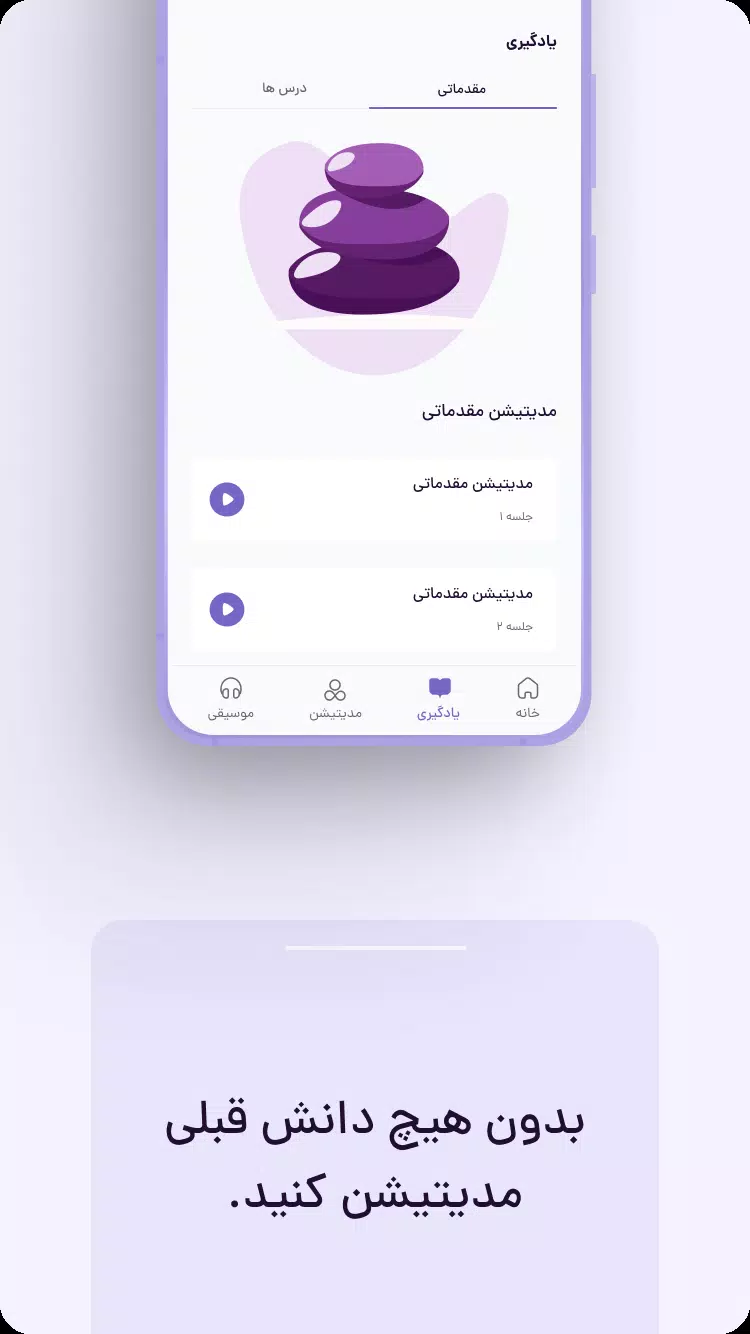 یادگیری
مقدماتی
درس ها
مدیتیشن مقدماتی
مدیتیشن مقدماتی
جلسه ۱
مدیتیشن مقدماتی
جلسه ۲
خانه
یادگیری
مدیتیشن
موسیقی
بدون هیچ دانش قبلی
مدیتیشن کنید.